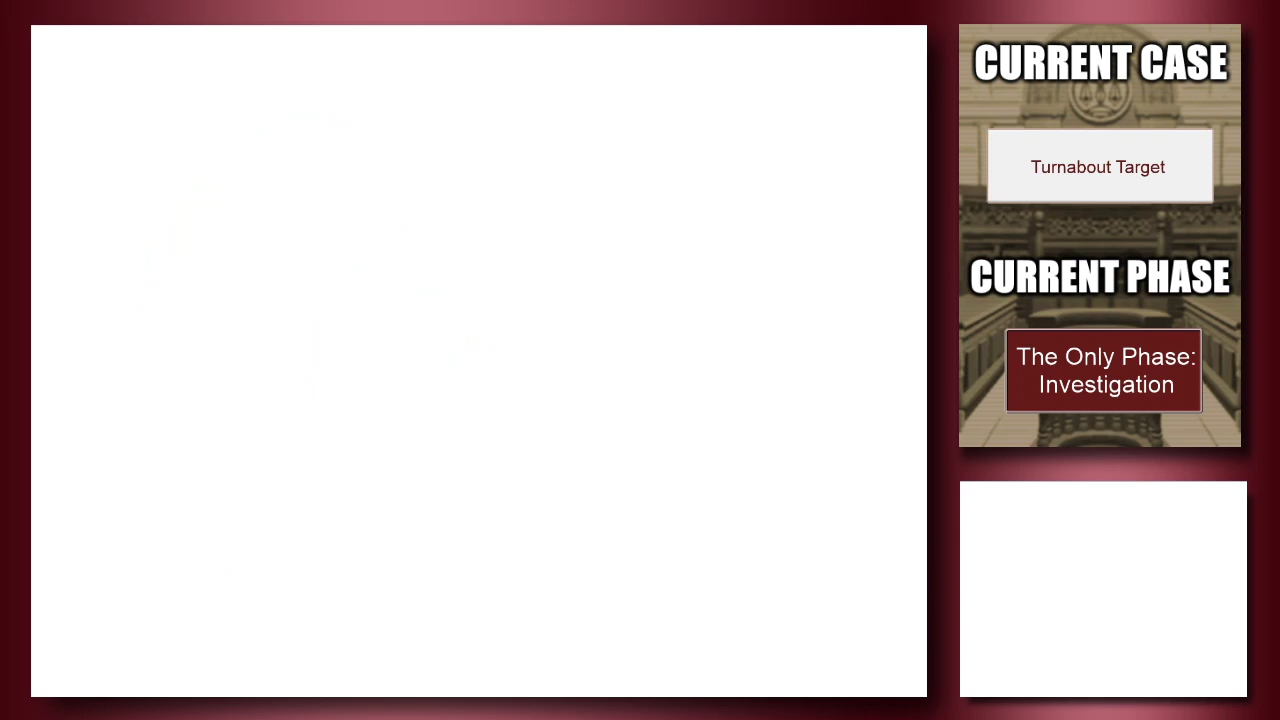 CURRENT CASE
Turnabout Target
CURRENT PHASE
The Only Phase:
Investigation